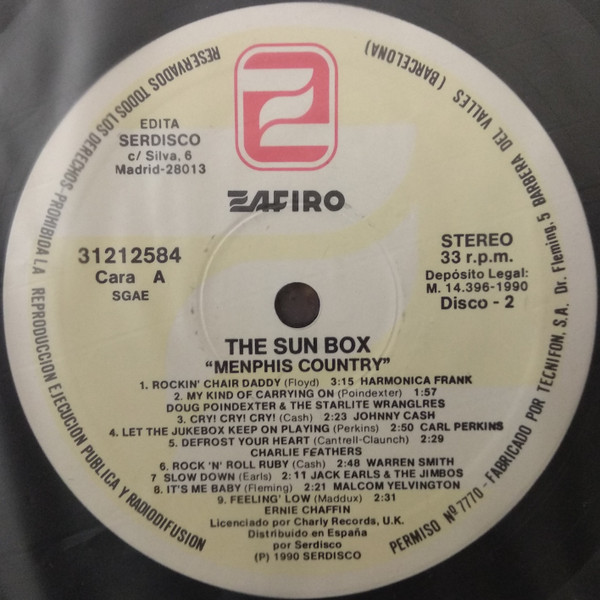 RESERVADOS TODOS LOS DERECHOS-PROHIBIDA LA REPRODUCCION EJECUCION PUBLICA Y RADIODIFUSION
EDITA
SERDISCO
c/ Silva, 6
Madrid-28013
ZAFIRO
31212584
Cara A
SGAE
STEREO
33 r.p.m.
Depósito Legal:
M. 14.396-1990
Disco - 2
THE SUN BOX
"MENPHIS COUNTRY"
1. ROCKIN' CHAIR DADDY (Floyd) 3:15 HARMONICA FRANK
2. MY KIND OF CARRYING ON (Poindexter) 1:57
DOUG POINDEXTER & THE STARLITE WRANGLRES
3. CRY! CRY! CRY! (Cash) 2:23 JOHNNY CASH
4. LET THE JUKEBOX KEEP ON PLAYING (Perkins) 2:50 CARL PERKINS
5. DEFROST YOUR HEART (Cantrell-Claunch) 2:29
CHARLIE FEATHERS
6. ROCK 'N' ROLL RUBY (Cash) 2:48 WARREN SMITH
7 SLOW DOWN (Earls) 2:11 JACK EARLS & THE JIMBOS
8. IT'S ME BABY (Fleming) 2:21 MALCOM YELVINGTON
9. FEELING' LOW (Maddux) 2:31
ERNIE CHAFFIN
Licenciado por Charly Records, U.K.
Distribuido en España
por Serdisco
(P) 1990 SERDISCO
PERMISO Nº 7770 - FABRICADO POR TECNIFON, S.A. Dr. Fleming, 5 BARBERA DEL VALLES (BARCELONA)